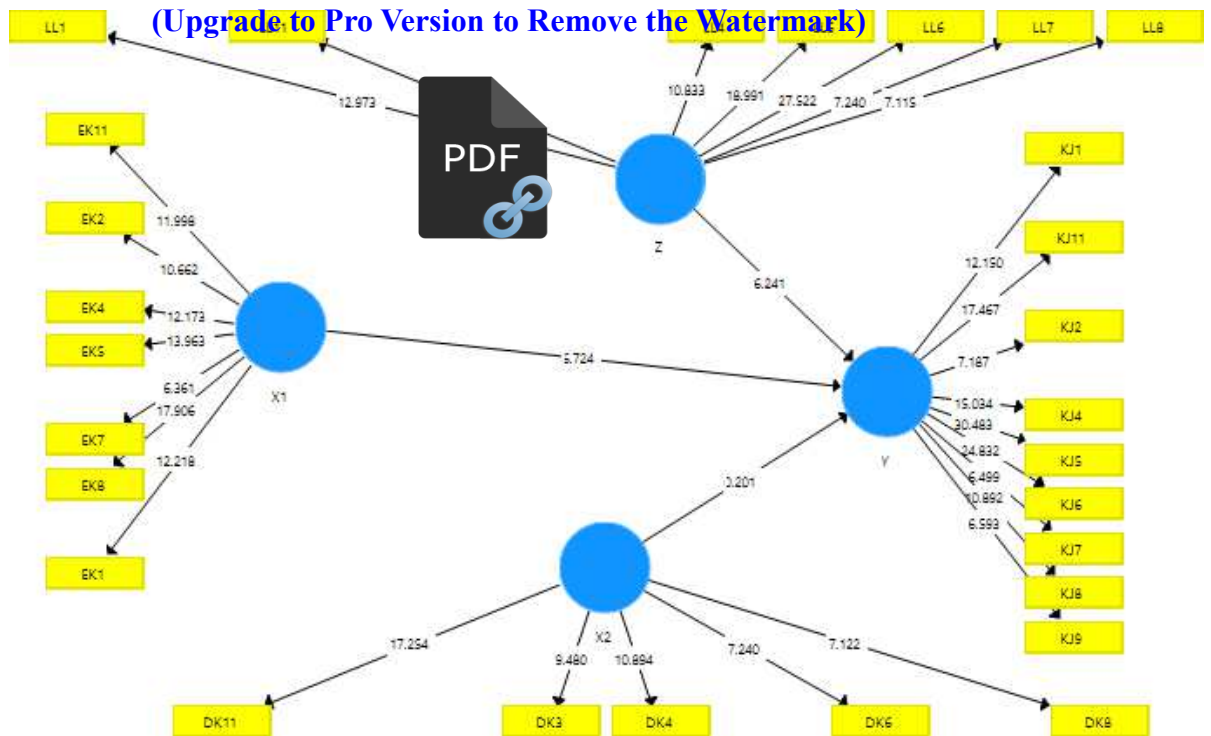 (Upgrade to Pro Version to Remove the Watermark)
LL1
LL6
LL7
LL8
12.973
10.833
18.991
27.522
7.240
7.115
PDF
Z
EK11
EK2
EK4
EK5
EK7
EK8
EK1
11.998
10.662
12.173
13.963
6.361
17.906
12.218
X1
6.241
5.724
0.201
KJ1
KJ11
KJ2
KJ4
KJ5
KJ6
KJ7
KJ8
KJ9
12.150
17.467
7.187
15.034
30.483
24.832
6.499
10.892
6.593
Y
X2
17.254
9.480
10.894
7.240
7.122
DK11
DK3
DK4
DK6
DK8